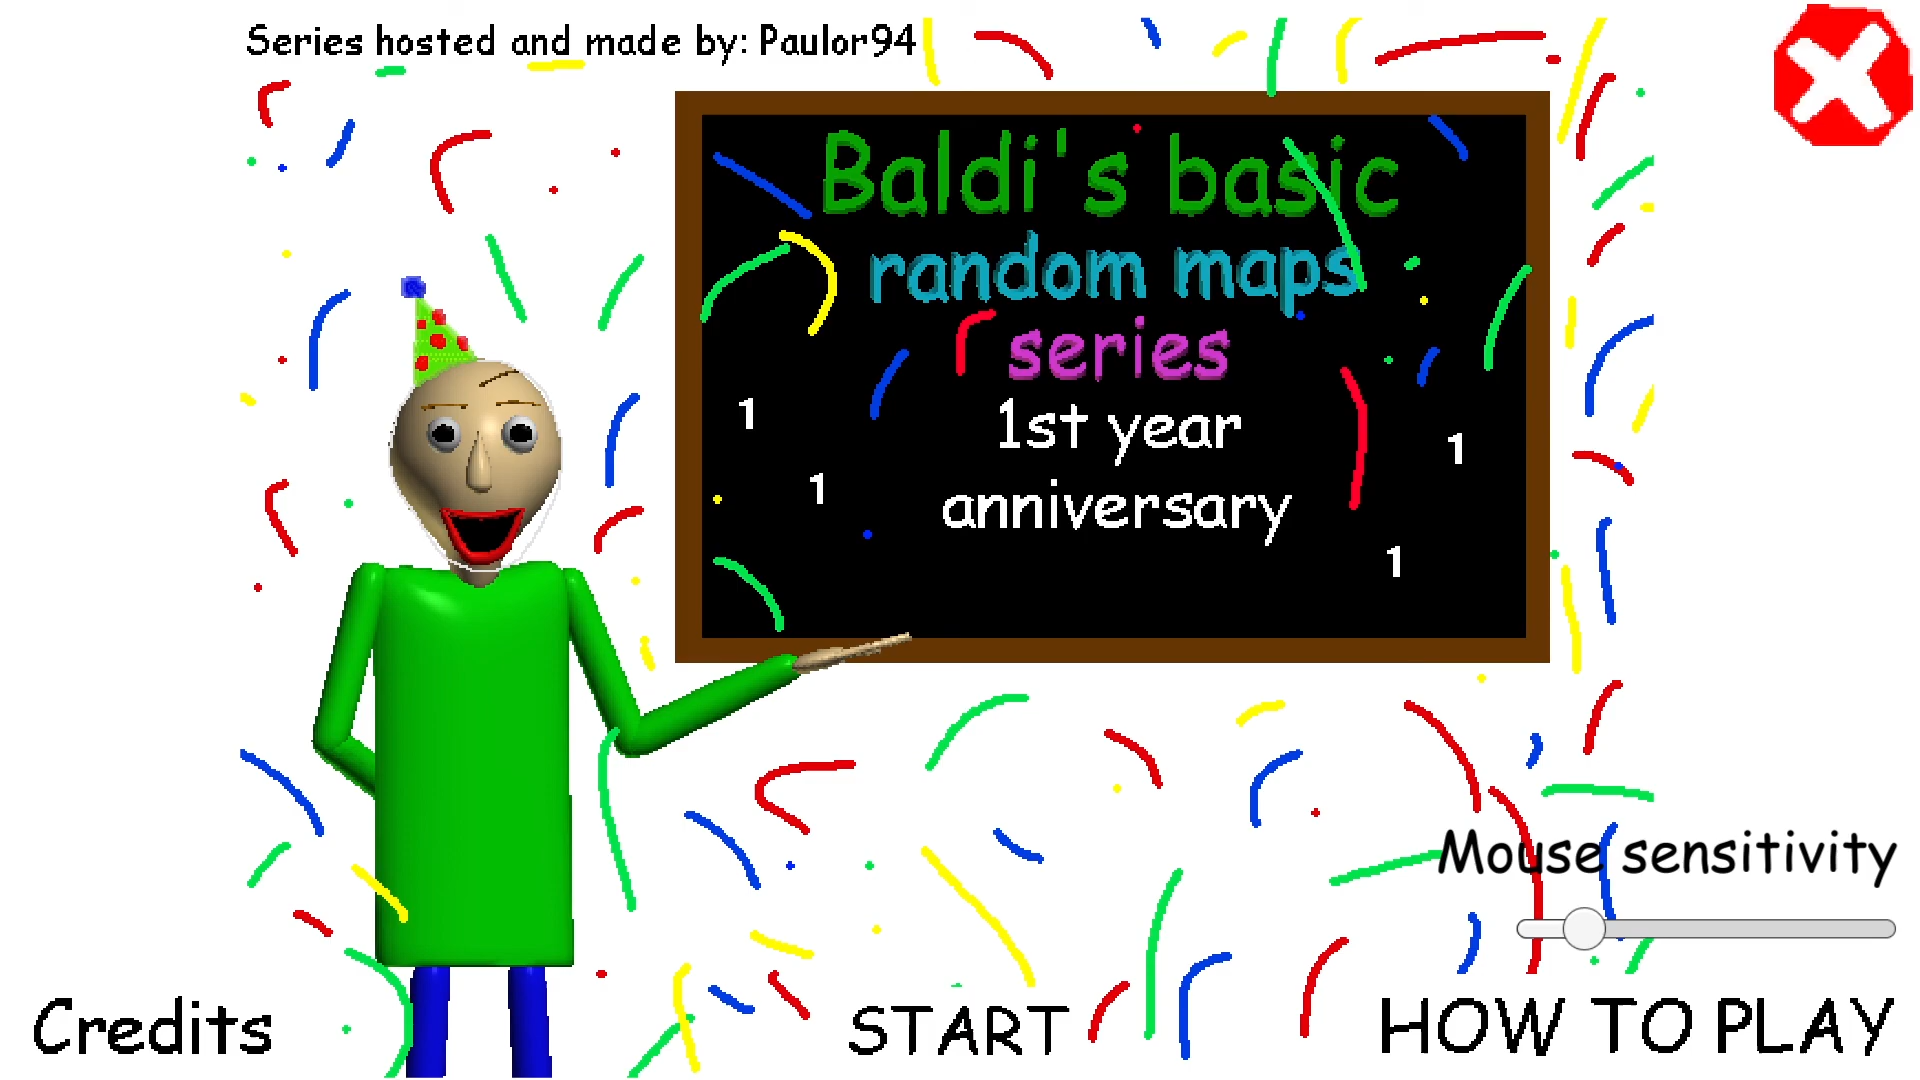 Series hosted and made by: Paulor94
Baldi's basic
random maps
series
1st year
anniversary
1
1
1
1
Mouse sensitivity
Credits
START
HOW TO PLAY